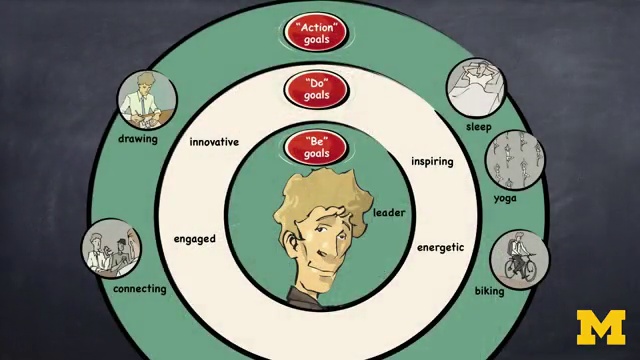 "Action"
goals
"Do"
goals
"Be"
goals
drawing
innovative
sleep
inspiring
yoga
leader
engaged
energetic
connecting
biking
M